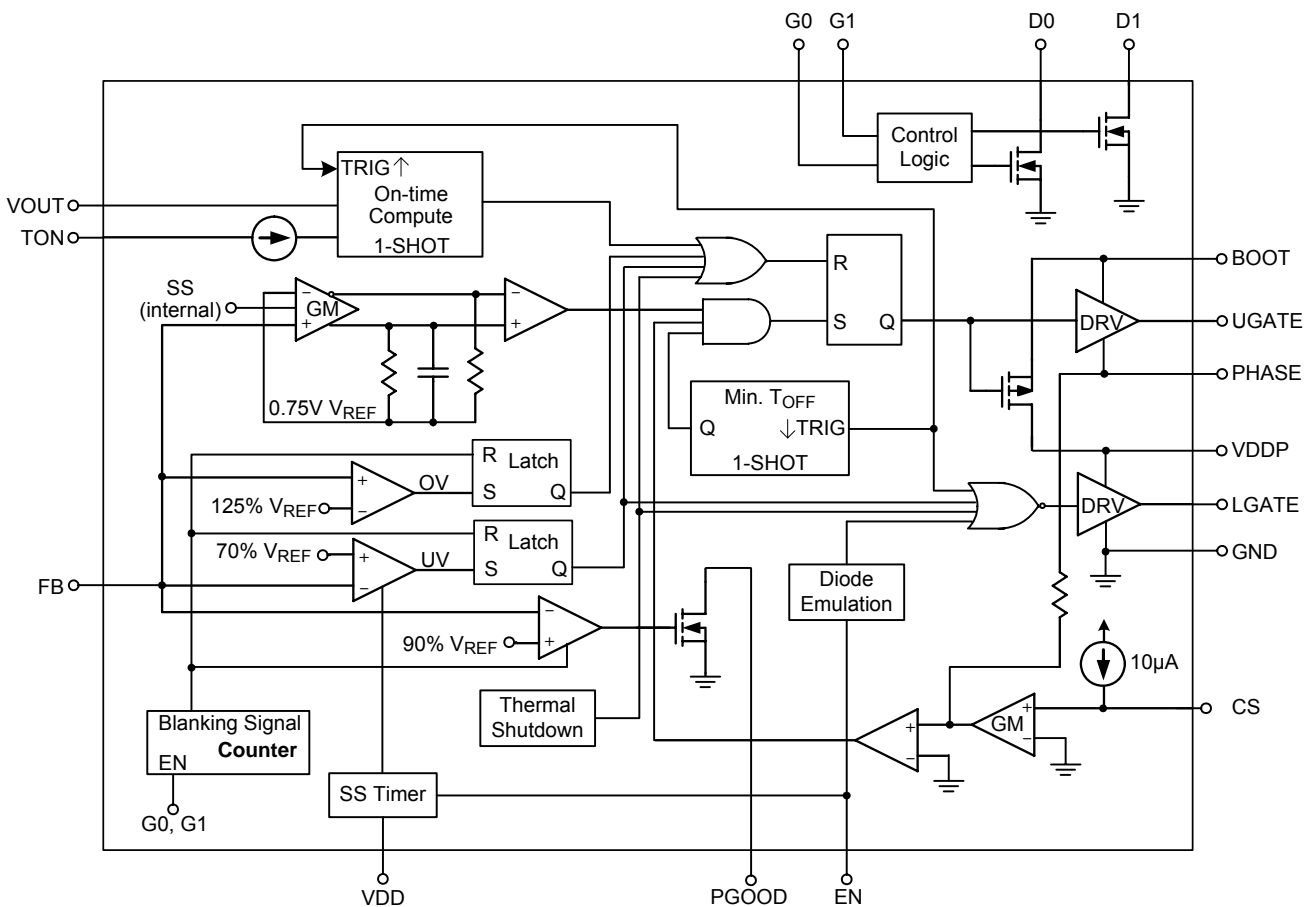 G0 G1 D0 D1
Control
Logic
TRIG↑
On-time
Compute
1-SHOT
VOUT
TON
SS
(internal)
−
GM
+
−
+
0.75V VREF
R
S Q
Min. TOFF
Q ↓TRIG
1-SHOT
DRV
BOOT
UGATE
PHASE
VDDP
DRV
LGATE
GND
+
−
125% VREF
OV
R Latch
S Q
70% VREF
+
−
UV
R Latch
S Q
FB
90% VREF
−
+
Diode
Emulation
Thermal
Shutdown
10µA
+
−
GM
+
−
CS
Blanking Signal
Counter
EN
G0, G1
SS Timer
VDD PGOOD EN